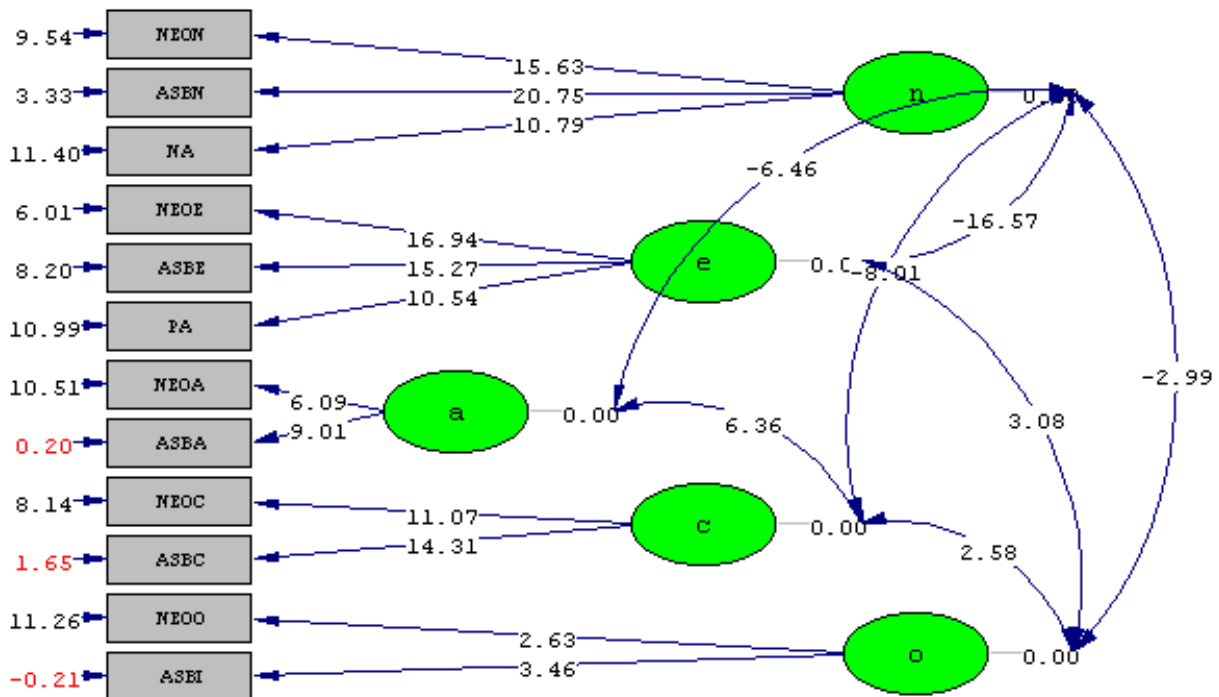 9.54 NEON
15.63
3.33 ASBN
20.75
n
11.40 NA
10.79
-6.46
6.01 NEOE
16.94
-16.57
8.20 ASBE
15.27
e
-8.01
10.99 PA
10.54
10.51 NEOA
6.09
a
0.00
-2.99
0.20 ASBA
9.01
6.36
3.08
8.14 NEOC
11.07
c
0.00
1.65 ASBC
14.31
2.58
11.26 NEOO
2.63
o
0.00
-0.21 ASBI
3.46